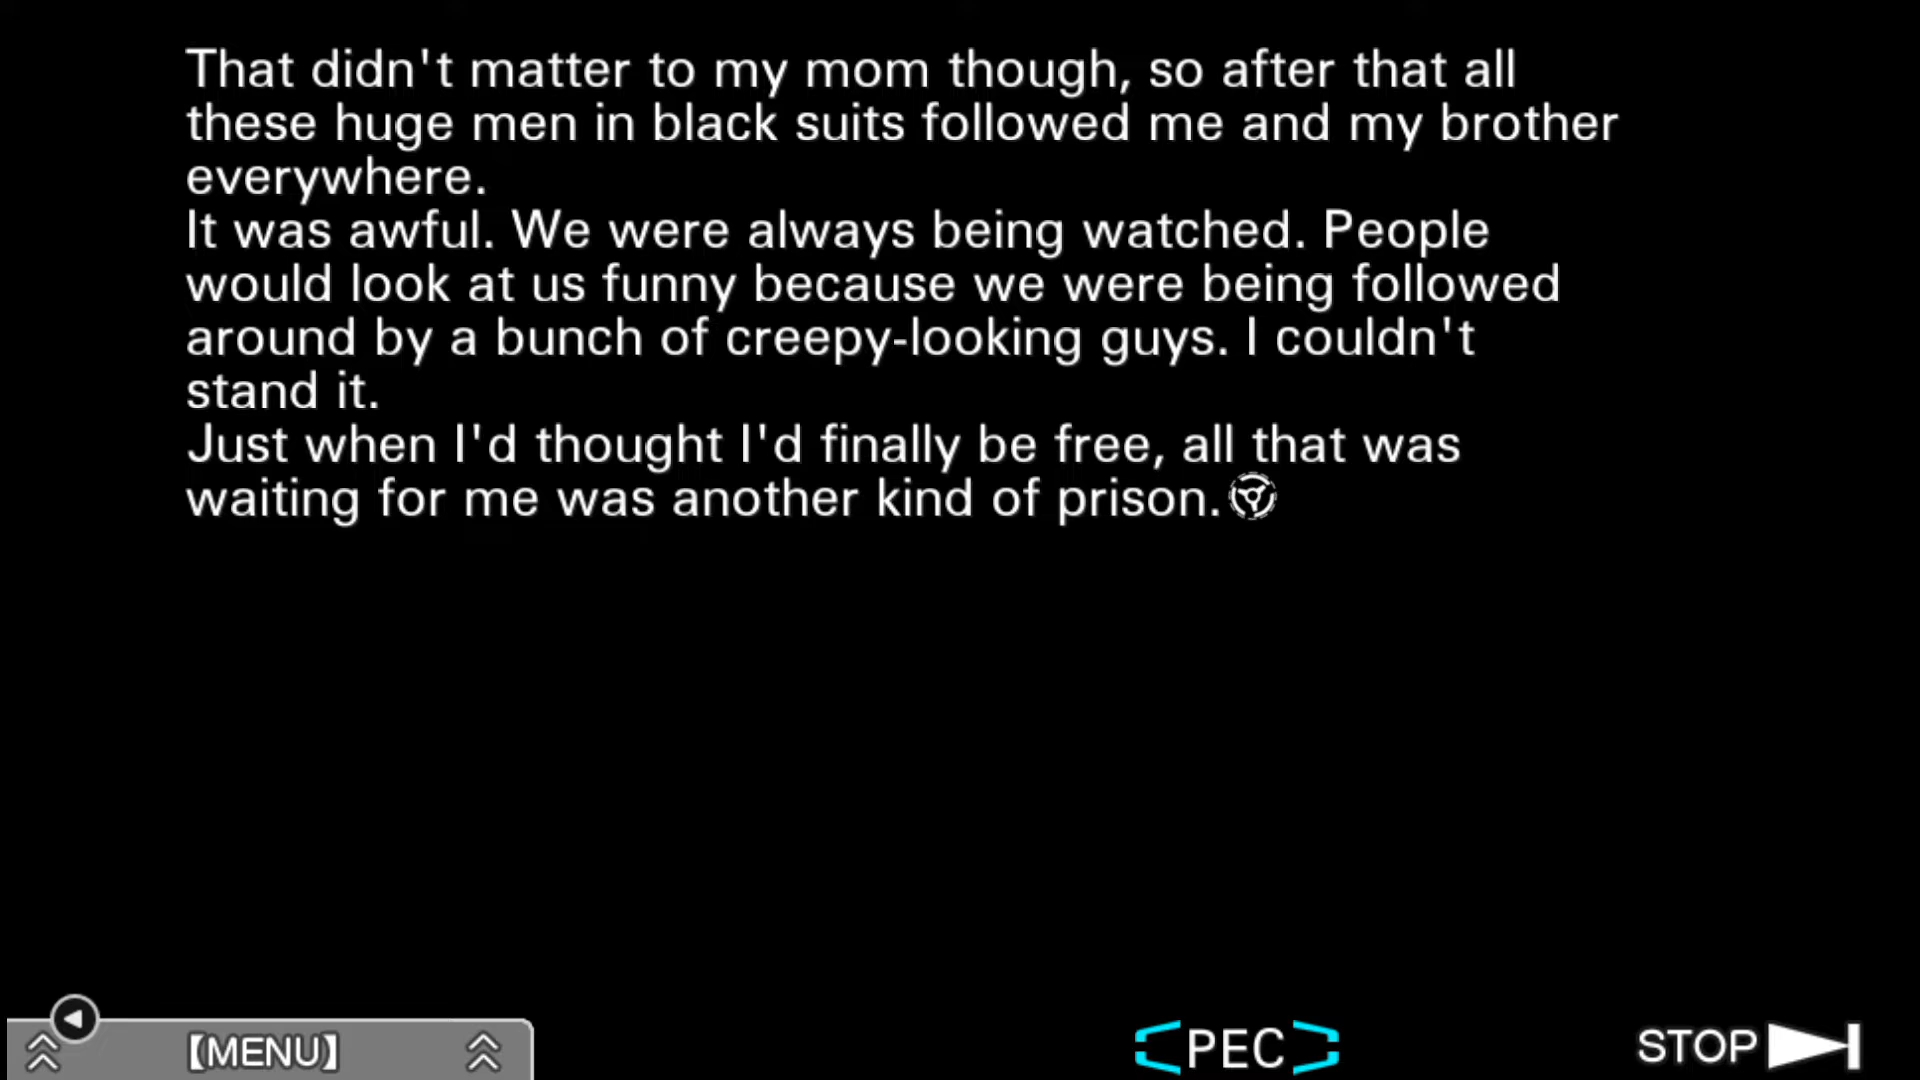 That didn't matter to my mom though, so after that all
these huge men in black suits followed me and my brother
everywhere.
It was awful. We were always being watched. People
would look at us funny because we were being followed
around by a bunch of creepy-looking guys. I couldn't
stand it.
Just when I'd thought I'd finally be free, all that was
waiting for me was another kind of prison.
【MENU】
PEC
STOP